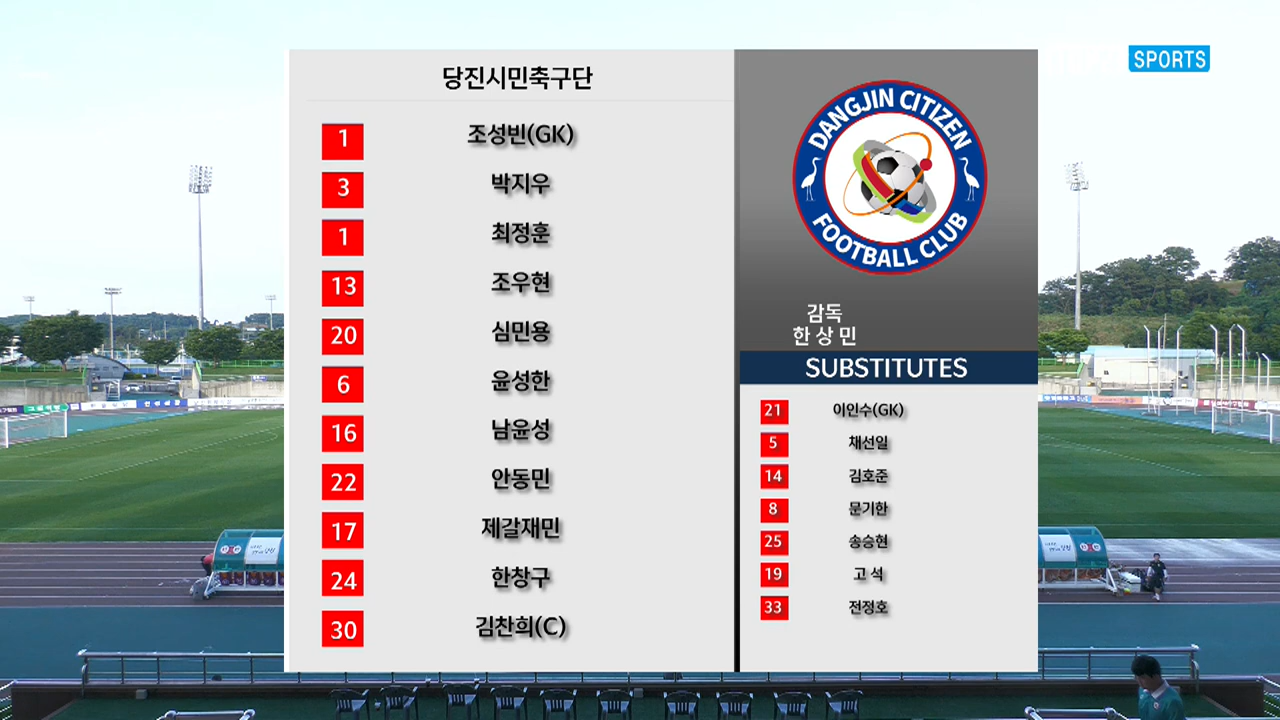 SPORTS
당진시민축구단
1 조성빈(GK)
3 박지우
1 최정훈
13 조우현
20 심민용
6 윤성한
16 남윤성
22 안동민
17 제갈재민
24 한창구
30 김찬희(C)
DANGJIN CITIZEN
FOOTBALL CLUB
감독
한 상 민
SUBSTITUTES
21 이인수(GK)
5 채선일
14 김호준
8 문기한
25 송승현
19 고 석
33 전정호